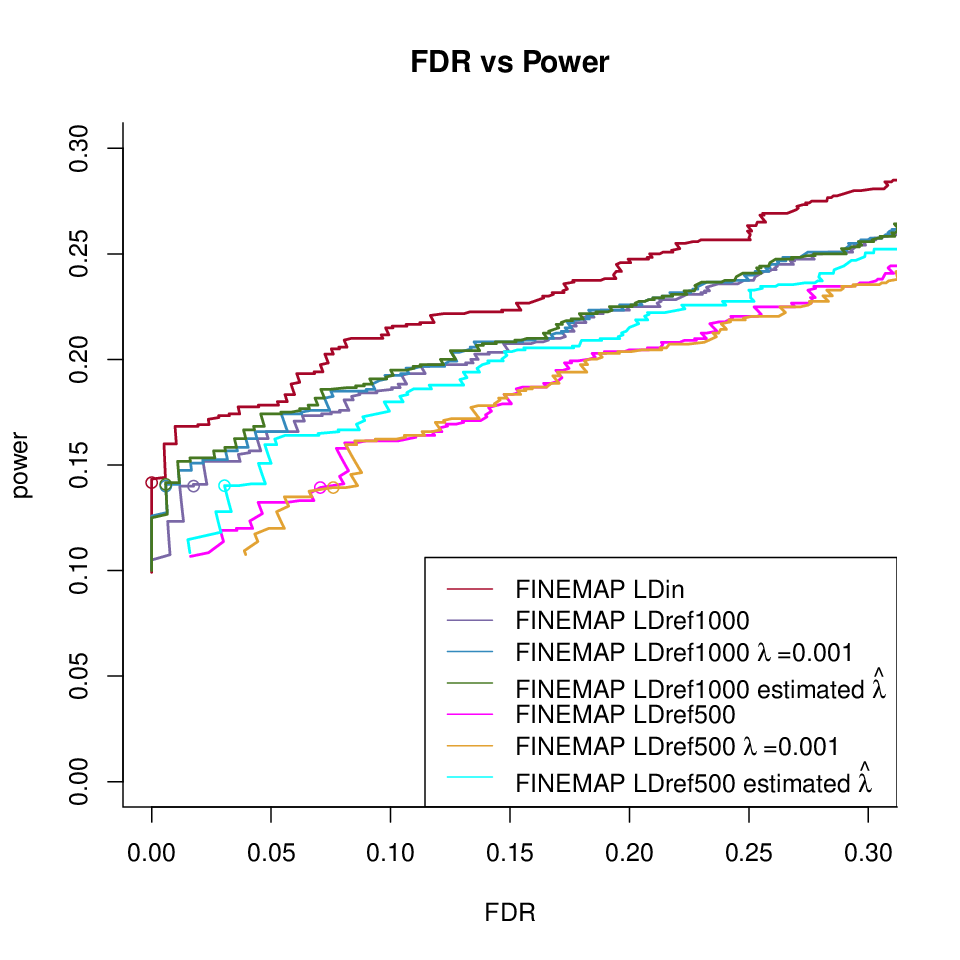 FDR vs Power
0.30
0.25
0.20
0.15
0.10
0.05
0.00
power
FINEMAP LDin
FINEMAP LDref1000
FINEMAP LDref1000 λ =0.001
FINEMAP LDref1000 estimated λ̂
FINEMAP LDref500
FINEMAP LDref500 λ =0.001
FINEMAP LDref500 estimated λ̂
0.00 0.05 0.10 0.15 0.20 0.25 0.30
FDR